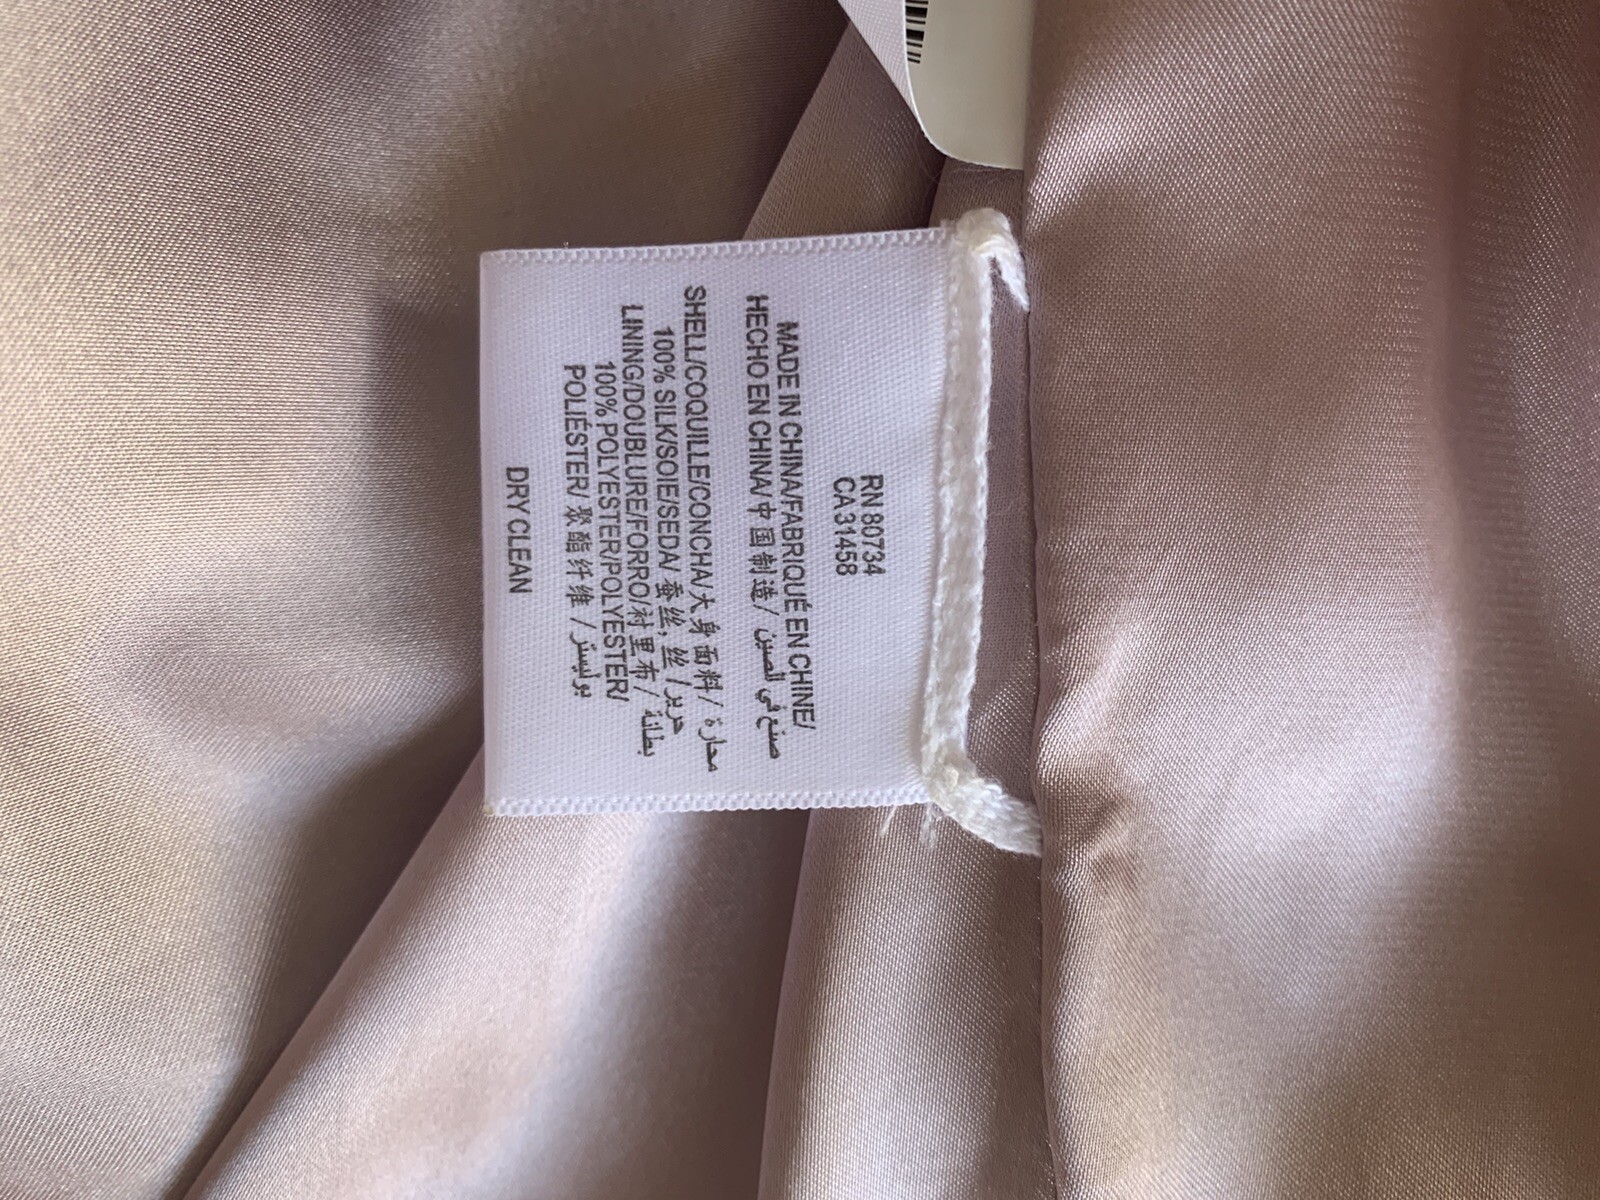 RN 80734
CA 31458
MADE IN CHINA/FABRIQUÉ EN CHINE/
HECHO EN CHINA/中国制造/ صنع في الصين
SHELL/COQUILLE/CONCHA/大身面料/ محارة
100% SILK/SOIE/SEDA/ 蚕丝, 丝 /حرير
LINING/DOUBLURE/FORRO/衬里布/ بطانة
100% POLYESTER/POLYESTER/
POLIÉSTER/ 聚酯纤维 / بوليستر
DRY CLEAN